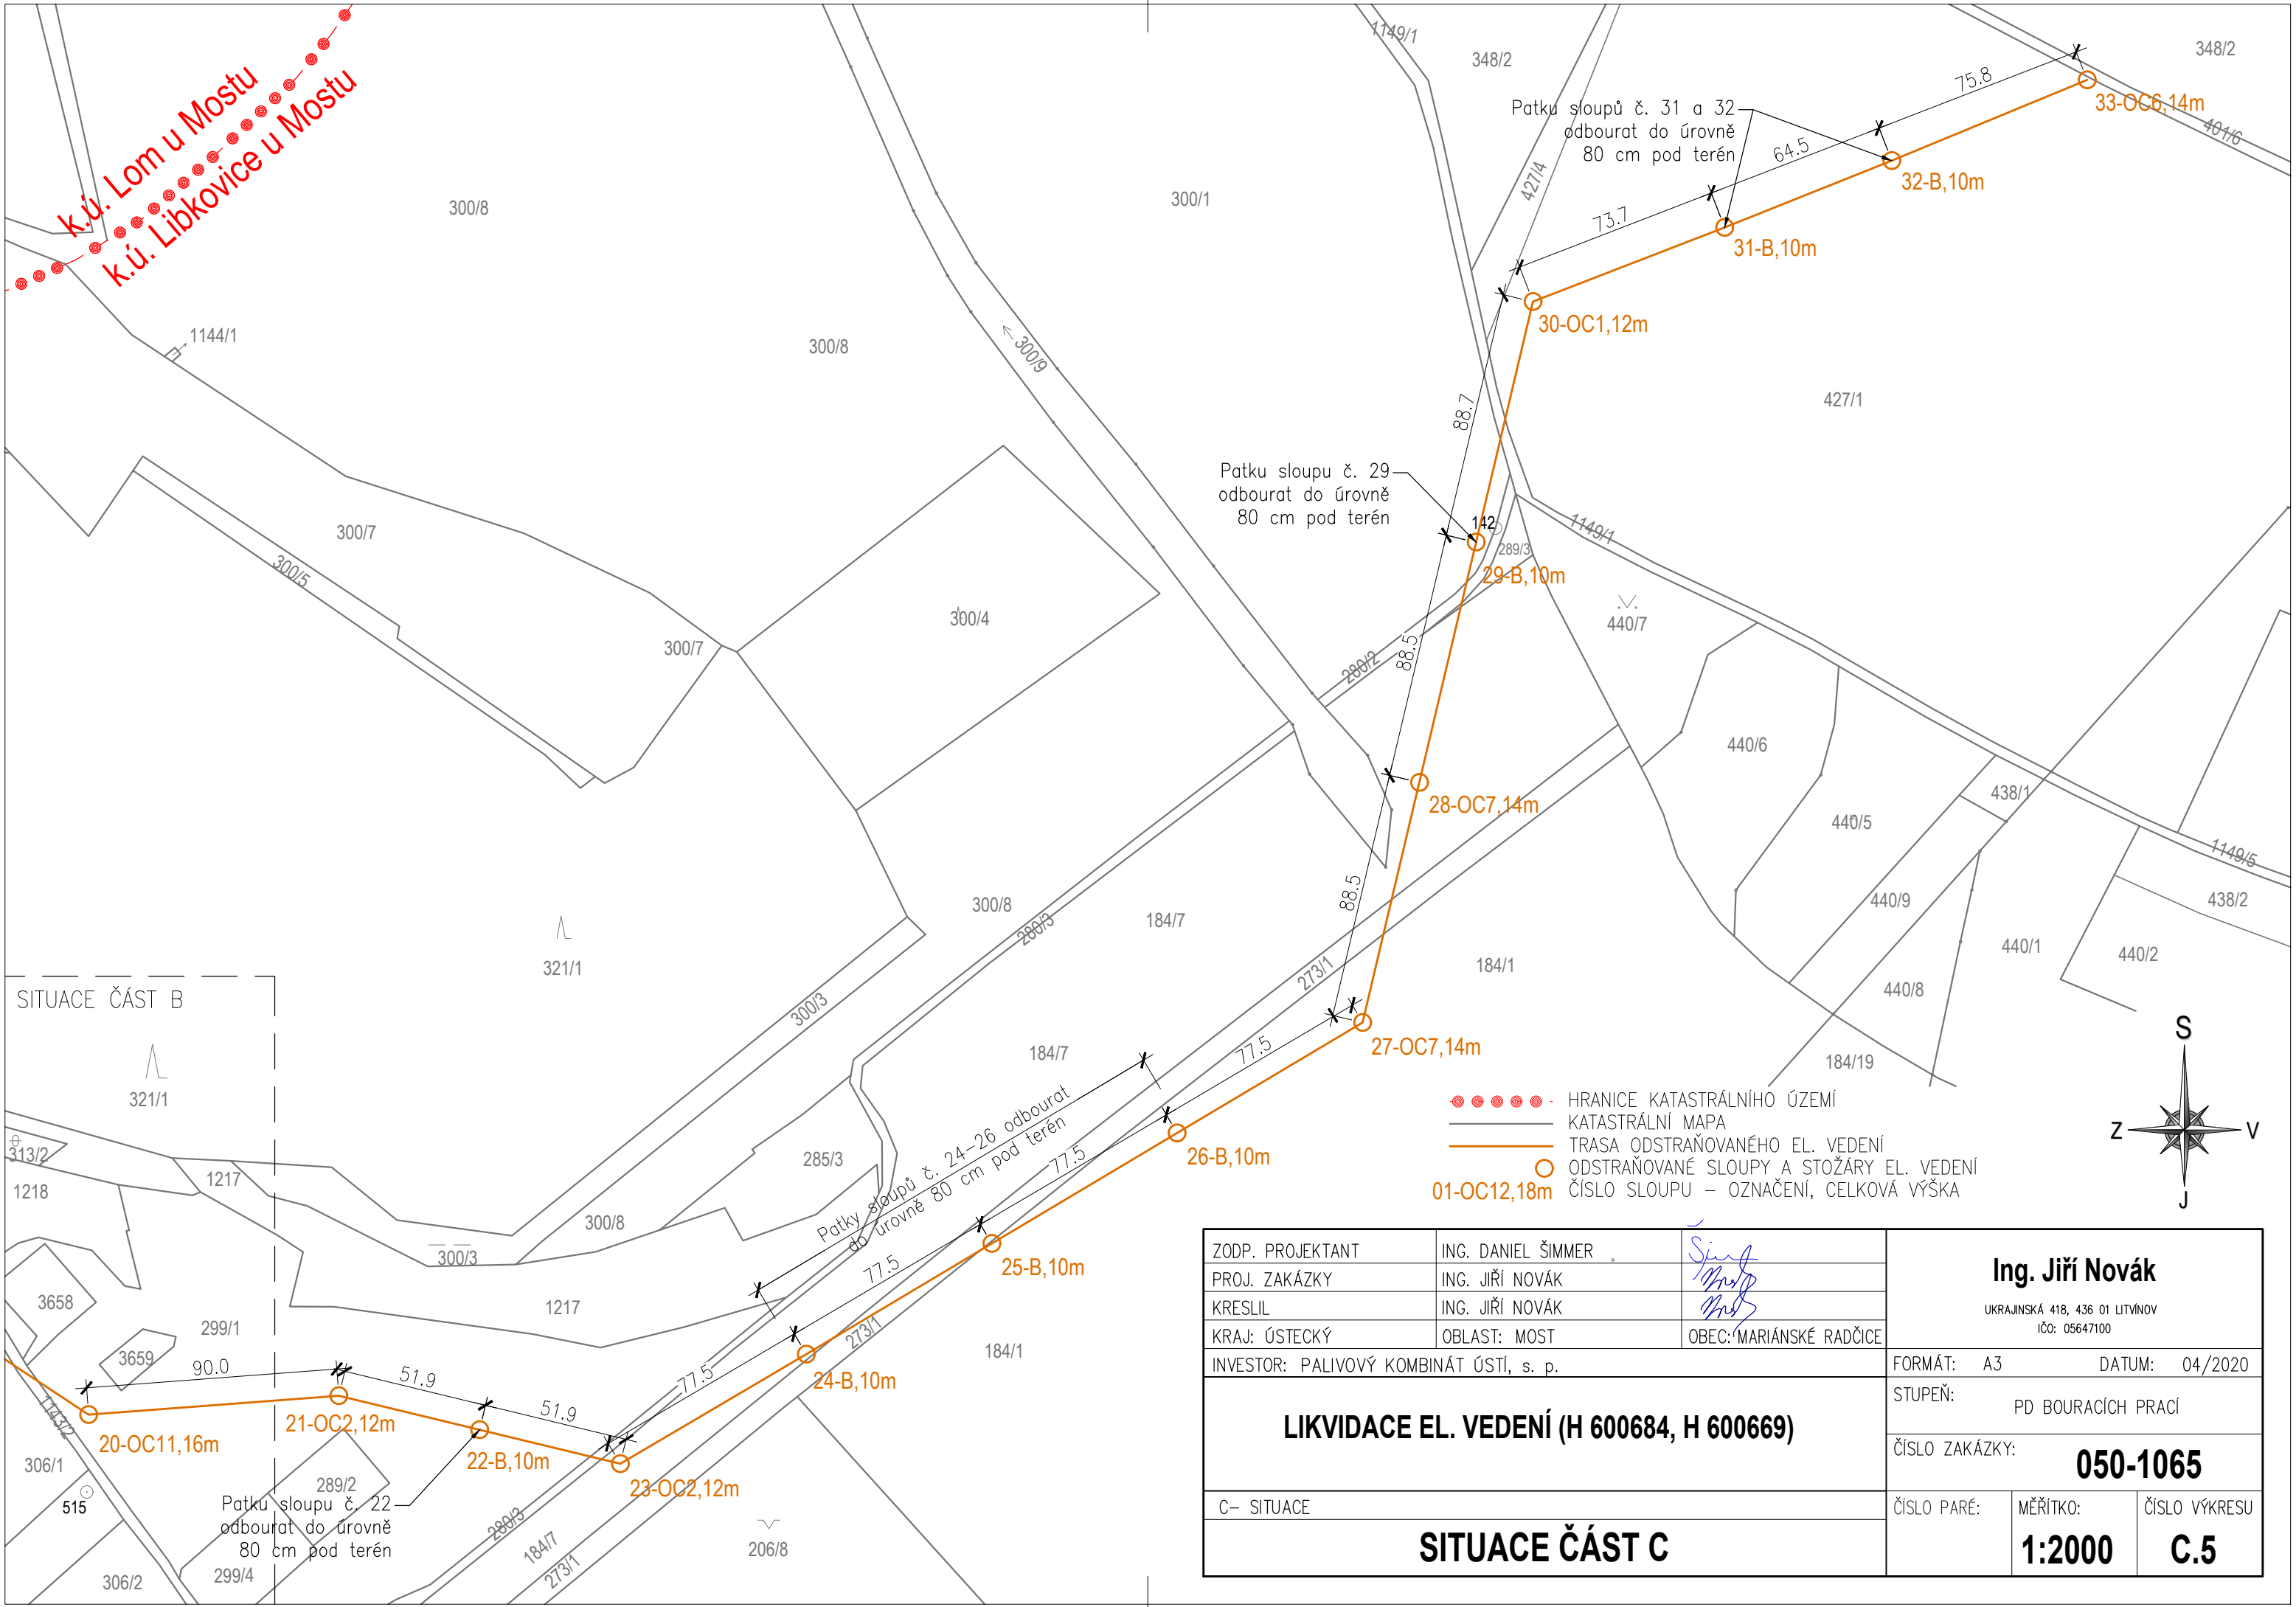 k.ú. Lom u Mostu
k.ú. Libkovice u Mostu
300/8
1144/1
300/8
300/9
300/1
1149/1
348/2
427/4
348/2
401/6
Patku sloupů č. 31 a 32
odbourat do úrovně
80 cm pod terén
75.8
64.5
73.7
33-OC6,14m
32-B,10m
31-B,10m
30-OC1,12m
427/1
88.7
Patku sloupu č. 29
odbourat do úrovně
80 cm pod terén
142
289/3
29-B,10m
1149/1
440/7
300/7
300/5
300/7
300/4
280/2
88.5
440/6
28-OC7,14m
438/1
440/5
1149/5
88.5
440/9
438/2
300/8
280/3
184/7
321/1
273/1
184/1
440/1
440/2
440/8
SITUACE ČÁST B
300/3
321/1
184/7
77.5
27-OC7,14m
184/19
Patky sloupů č. 24–26 odbourat
do úrovně 80 cm pod terén
313/2
1218
1217
285/3
77.5
26-B,10m
300/8
300/3
77.5
25-B,10m
3658
299/1
1217
3659
90.0
51.9
51.9
77.5
273/1
24-B,10m
184/1
1143/2
20-OC11,16m
21-OC2,12m
22-B,10m
23-OC2,12m
306/1
515
289/2
Patku sloupu č. 22
odbourat do úrovně
80 cm pod terén
280/3
184/7
273/1
206/8
306/2
299/4
HRANICE KATASTRÁLNÍHO ÚZEMÍ
KATASTRÁLNÍ MAPA
TRASA ODSTRAŇOVANÉHO EL. VEDENÍ
ODSTRAŇOVANÉ SLOUPY A STOŽÁRY EL. VEDENÍ
01-OC12,18m ČÍSLO SLOUPU – OZNAČENÍ, CELKOVÁ VÝŠKA
S
Z V
J
ZODP. PROJEKTANT ING. DANIEL ŠIMMER
PROJ. ZAKÁZKY ING. JIŘÍ NOVÁK
KRESLIL ING. JIŘÍ NOVÁK
KRAJ: ÚSTECKÝ OBLAST: MOST OBEC: MARIÁNSKÉ RADČICE
INVESTOR: PALIVOVÝ KOMBINÁT ÚSTÍ, s. p.
LIKVIDACE EL. VEDENÍ (H 600684, H 600669)
C– SITUACE
SITUACE ČÁST C
Ing. Jiří Novák
UKRAJINSKÁ 418, 436 01 LITVÍNOV
IČO: 05647100
FORMÁT: A3 DATUM: 04/2020
STUPEŇ:
PD BOURACÍCH PRACÍ
ČÍSLO ZAKÁZKY:
050-1065
ČÍSLO PARÉ: MĚŘÍTKO: ČÍSLO VÝKRESU
1:2000 C.5